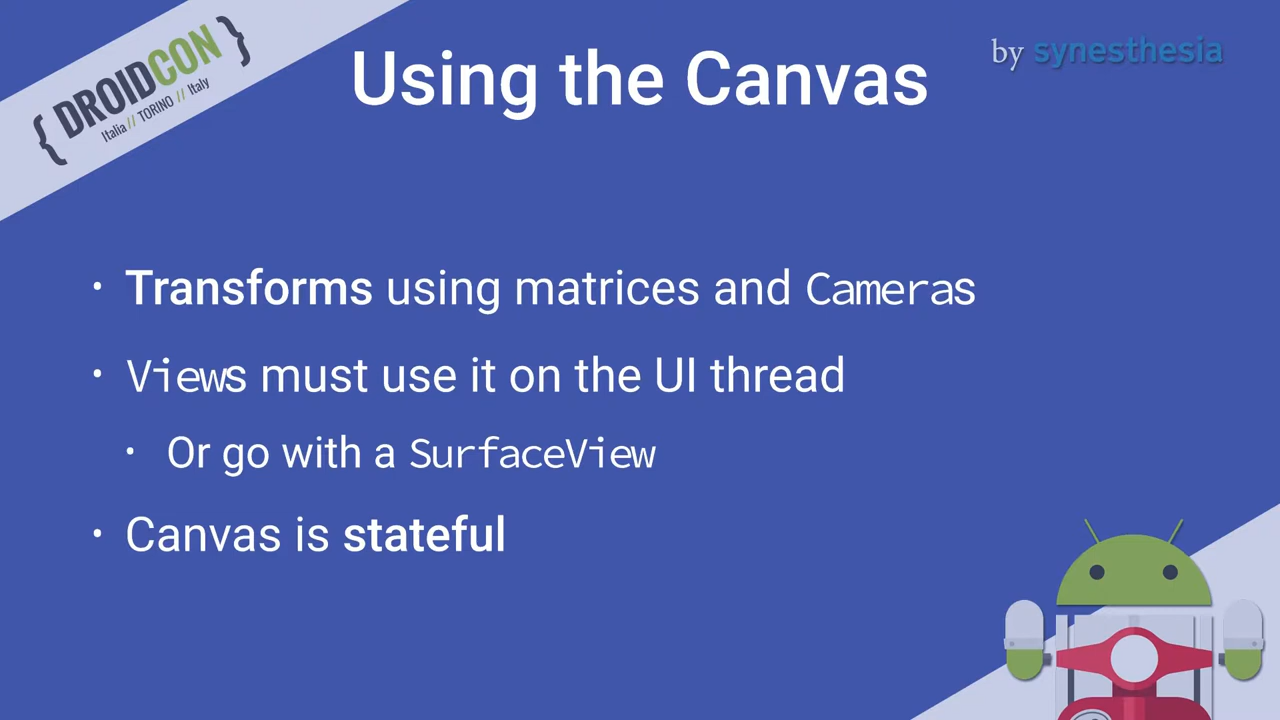 { DROIDCON }
Italia // TORINO // Italy
Using the Canvas
by synesthesia
• Transforms using matrices and Cameras
• Views must use it on the UI thread
• Or go with a SurfaceView
• Canvas is stateful